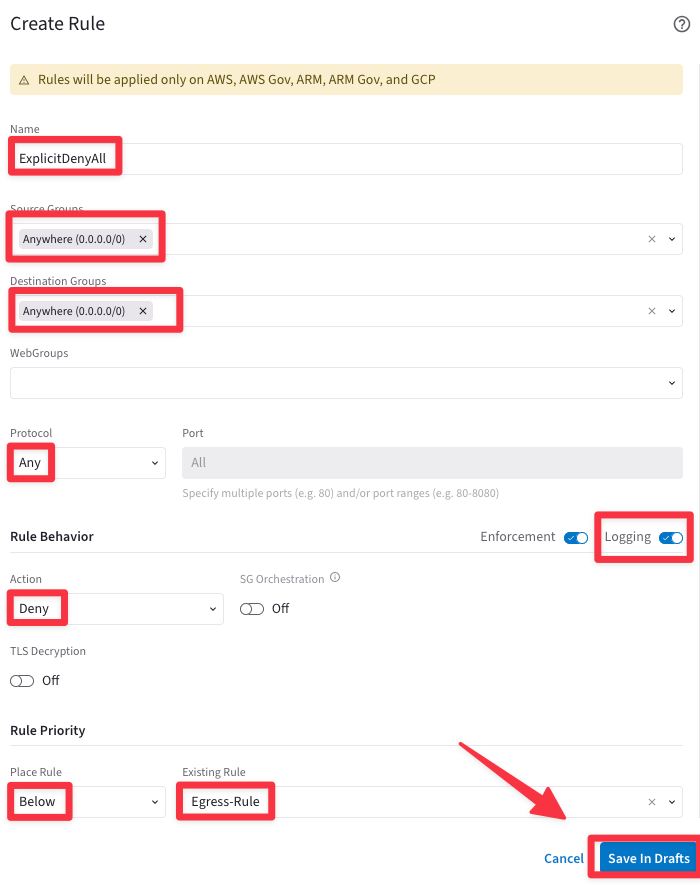 Create Rule
Rules will be applied only on AWS, AWS Gov, ARM, ARM Gov, and GCP
Name
ExplicitDenyAll
Source Groups
Anywhere (0.0.0.0/0)
Destination Groups
Anywhere (0.0.0.0/0)
WebGroups
Protocol Port
Any All
Specify multiple ports (e.g. 80) and/or port ranges (e.g. 80-8080)
Rule Behavior Enforcement Logging
Action SG Orchestration
Deny Off
TLS Decryption
Off
Rule Priority
Place Rule Existing Rule
Below Egress-Rule
Cancel Save In Drafts